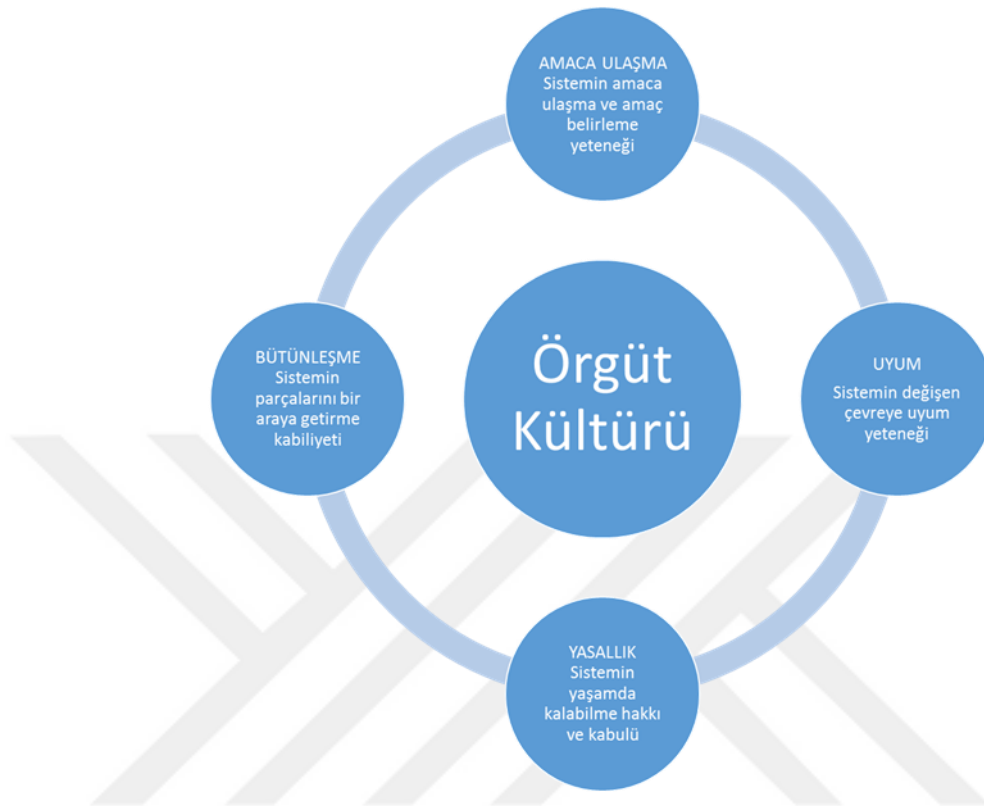 AMACA ULAŞMA
Sistemin amaca
ulaşma ve amaç
belirleme
yeteneği
BÜTÜNLEŞME
Sistemin
parçalarını bir
araya getirme
kabiliyeti
Örgüt
Kültürü
UYUM
Sistemin değişen
çevreye uyum
yeteneği
YASALLIK
Sistemin
yaşamda
kalabilme hakkı
ve kabulü